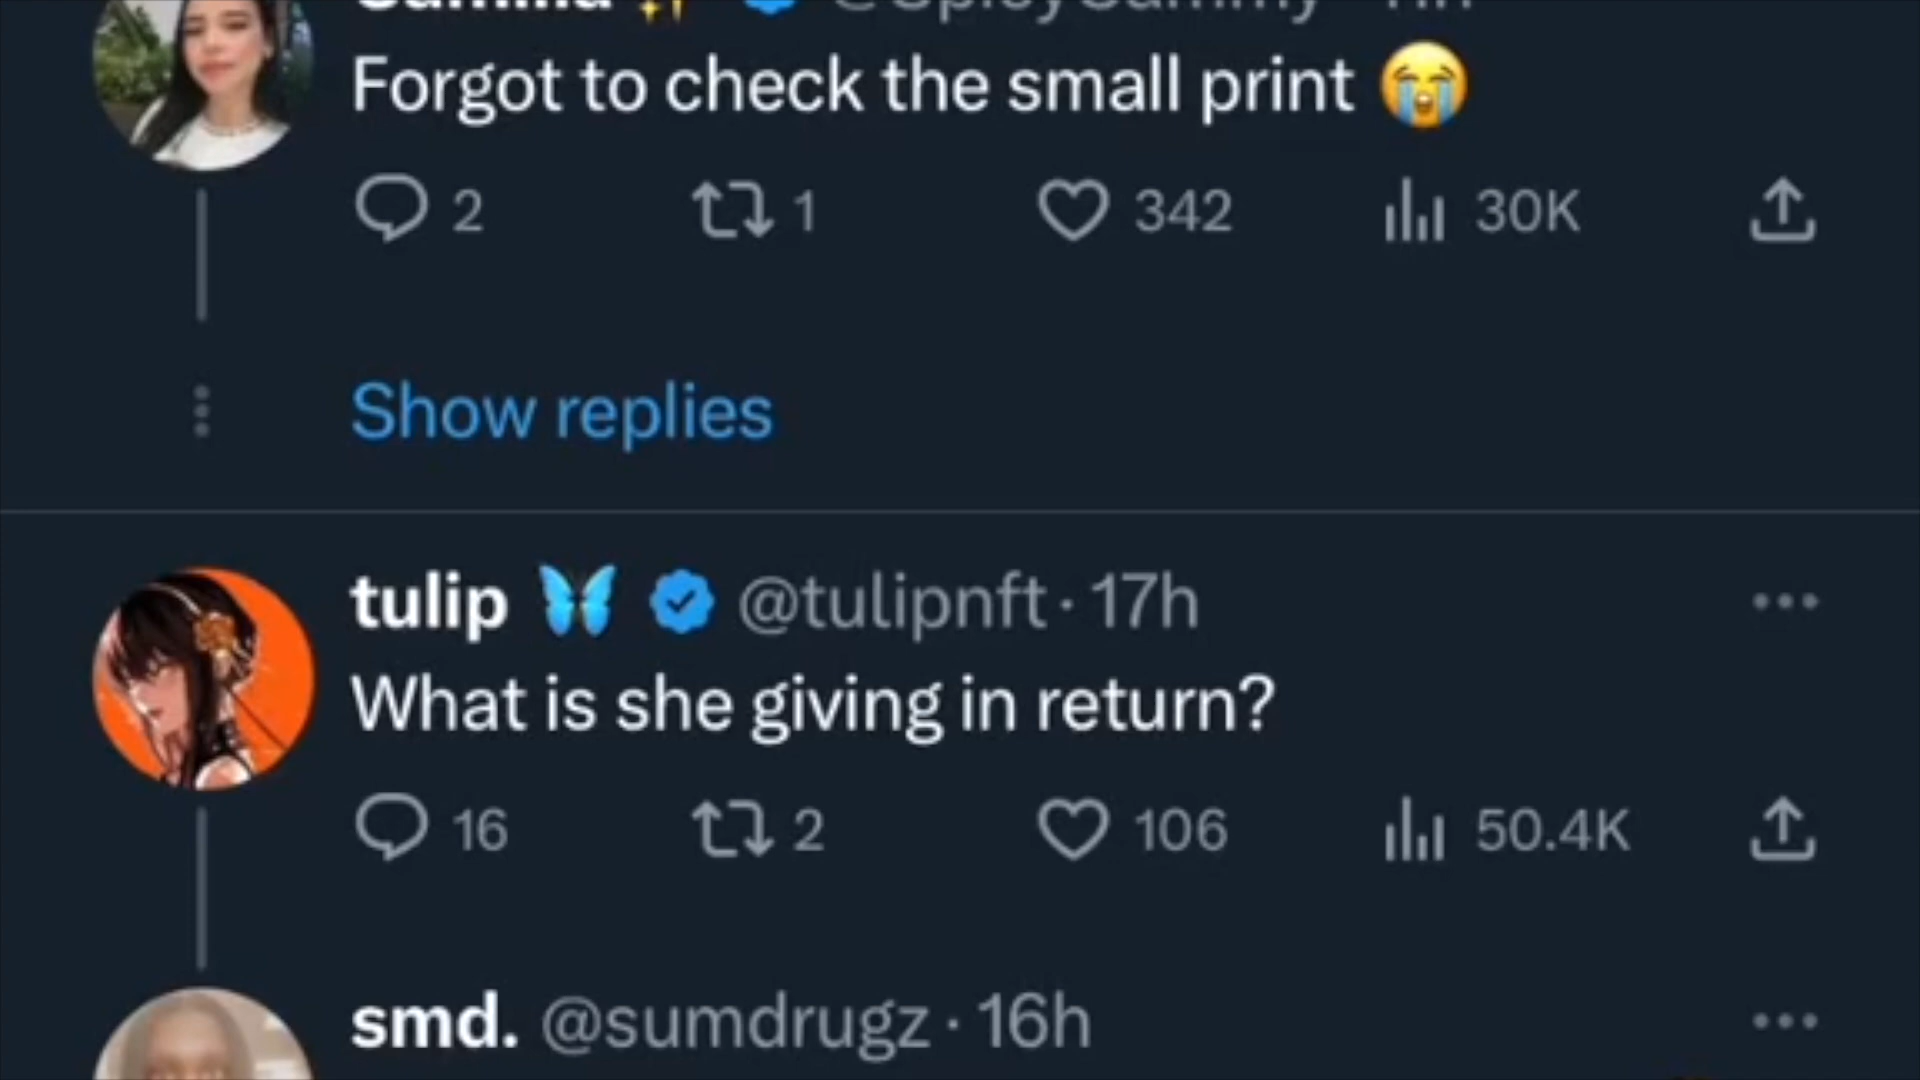 Forgot to check the small print 😭
2 1 342 30K
Show replies
tulip 🦋 @tulipnft · 17h
What is she giving in return?
16 2 106 50.4K
smd. @sumdrugz · 16h